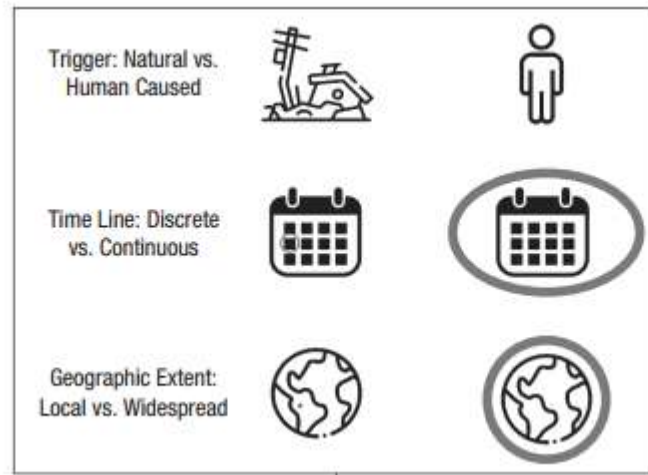 Trigger: Natural vs.
Human Caused
Time Line: Discrete
vs. Continuous
Geographic Extent:
Local vs. Widespread